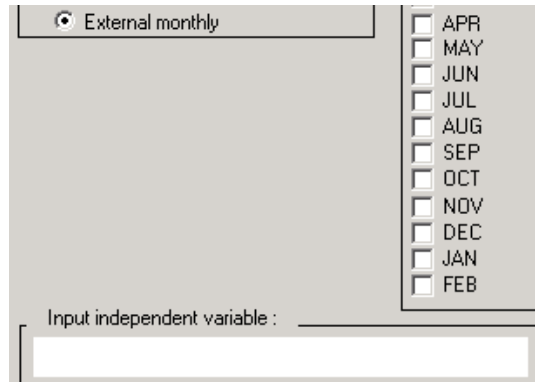 External monthly
APR
MAY
JUN
JUL
AUG
SEP
OCT
NOV
DEC
JAN
FEB
Input independent variable :